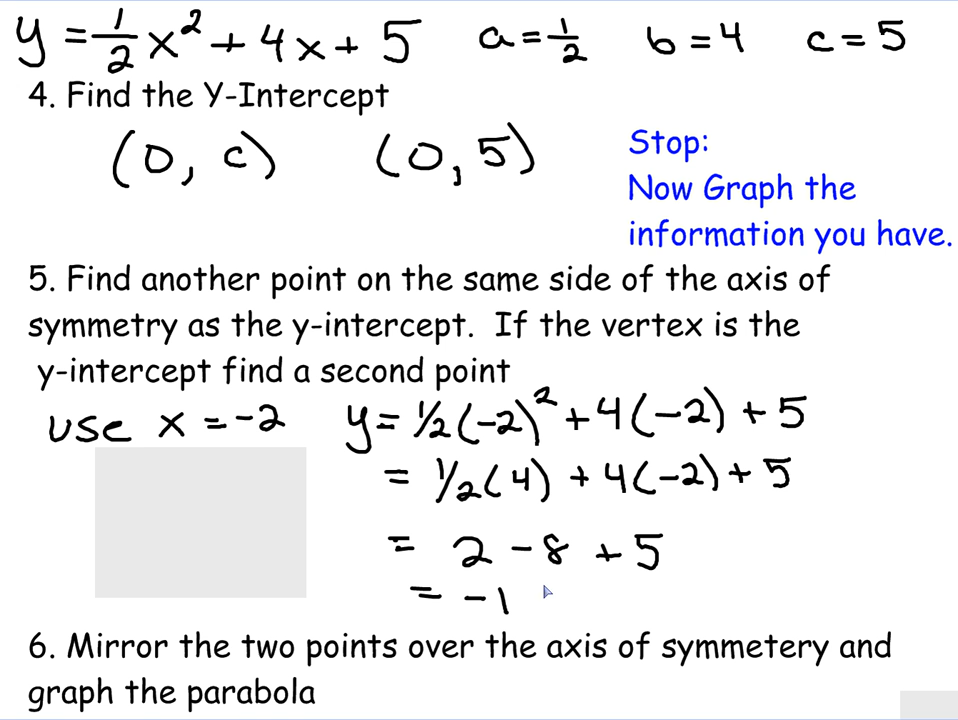 y = 1/2 x² + 4x + 5 a = 1/2 b = 4 c = 5
4. Find the Y-Intercept
(0, c) (0, 5)
Stop:
Now Graph the
information you have.
5. Find another point on the same side of the axis of
symmetry as the y-intercept. If the vertex is the
y-intercept find a second point
use x = -2 y = 1/2(-2)² + 4(-2) + 5
= 1/2(4) + 4(-2) + 5
= 2 - 8 + 5
= -1
6. Mirror the two points over the axis of symmetery and
graph the parabola